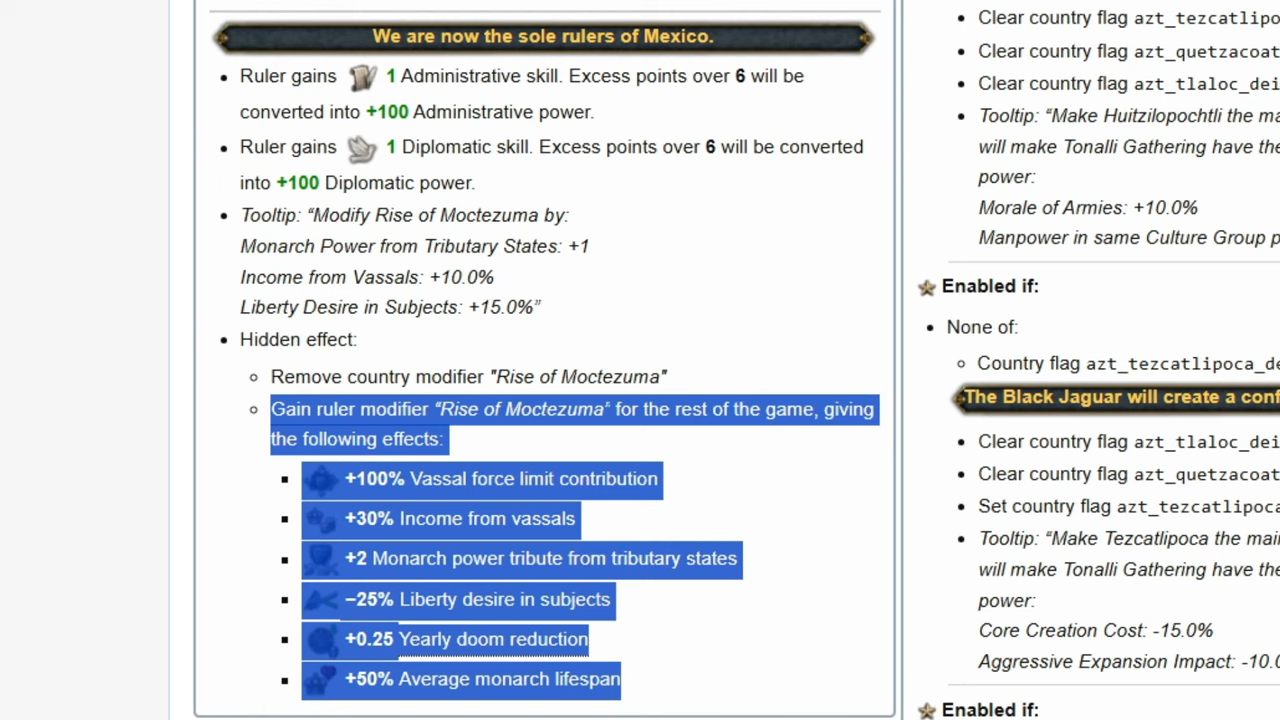 We are now the sole rulers of Mexico.
Ruler gains 1 Administrative skill. Excess points over 6 will be
converted into +100 Administrative power.
Ruler gains 1 Diplomatic skill. Excess points over 6 will be converted
into +100 Diplomatic power.
Tooltip: “Modify Rise of Moctezuma by:
Monarch Power from Tributary States: +1
Income from Vassals: +10.0%
Liberty Desire in Subjects: +15.0%”
Hidden effect:
Remove country modifier "Rise of Moctezuma"
Gain ruler modifier “Rise of Moctezuma” for the rest of the game, giving
the following effects:
+100% Vassal force limit contribution
+30% Income from vassals
+2 Monarch power tribute from tributary states
−25% Liberty desire in subjects
+0.25 Yearly doom reduction
+50% Average monarch lifespan
Clear country flag azt_tezcatlipo
Clear country flag azt_quetzacoat
Clear country flag azt_tlaloc_dei
Tooltip: “Make Huitzilopochtli the ma
will make Tonalli Gathering have the
power:
Morale of Armies: +10.0%
Manpower in same Culture Group p
Enabled if:
None of:
Country flag azt_tezcatlipoca_de
The Black Jaguar will create a conf
Clear country flag azt_tlaloc_dei
Clear country flag azt_quetzacoat
Set country flag azt_tezcatlipoca
Tooltip: “Make Tezcatlipoca the mai
will make Tonalli Gathering have the
power:
Core Creation Cost: -15.0%
Aggressive Expansion Impact: -10.0
Enabled if: